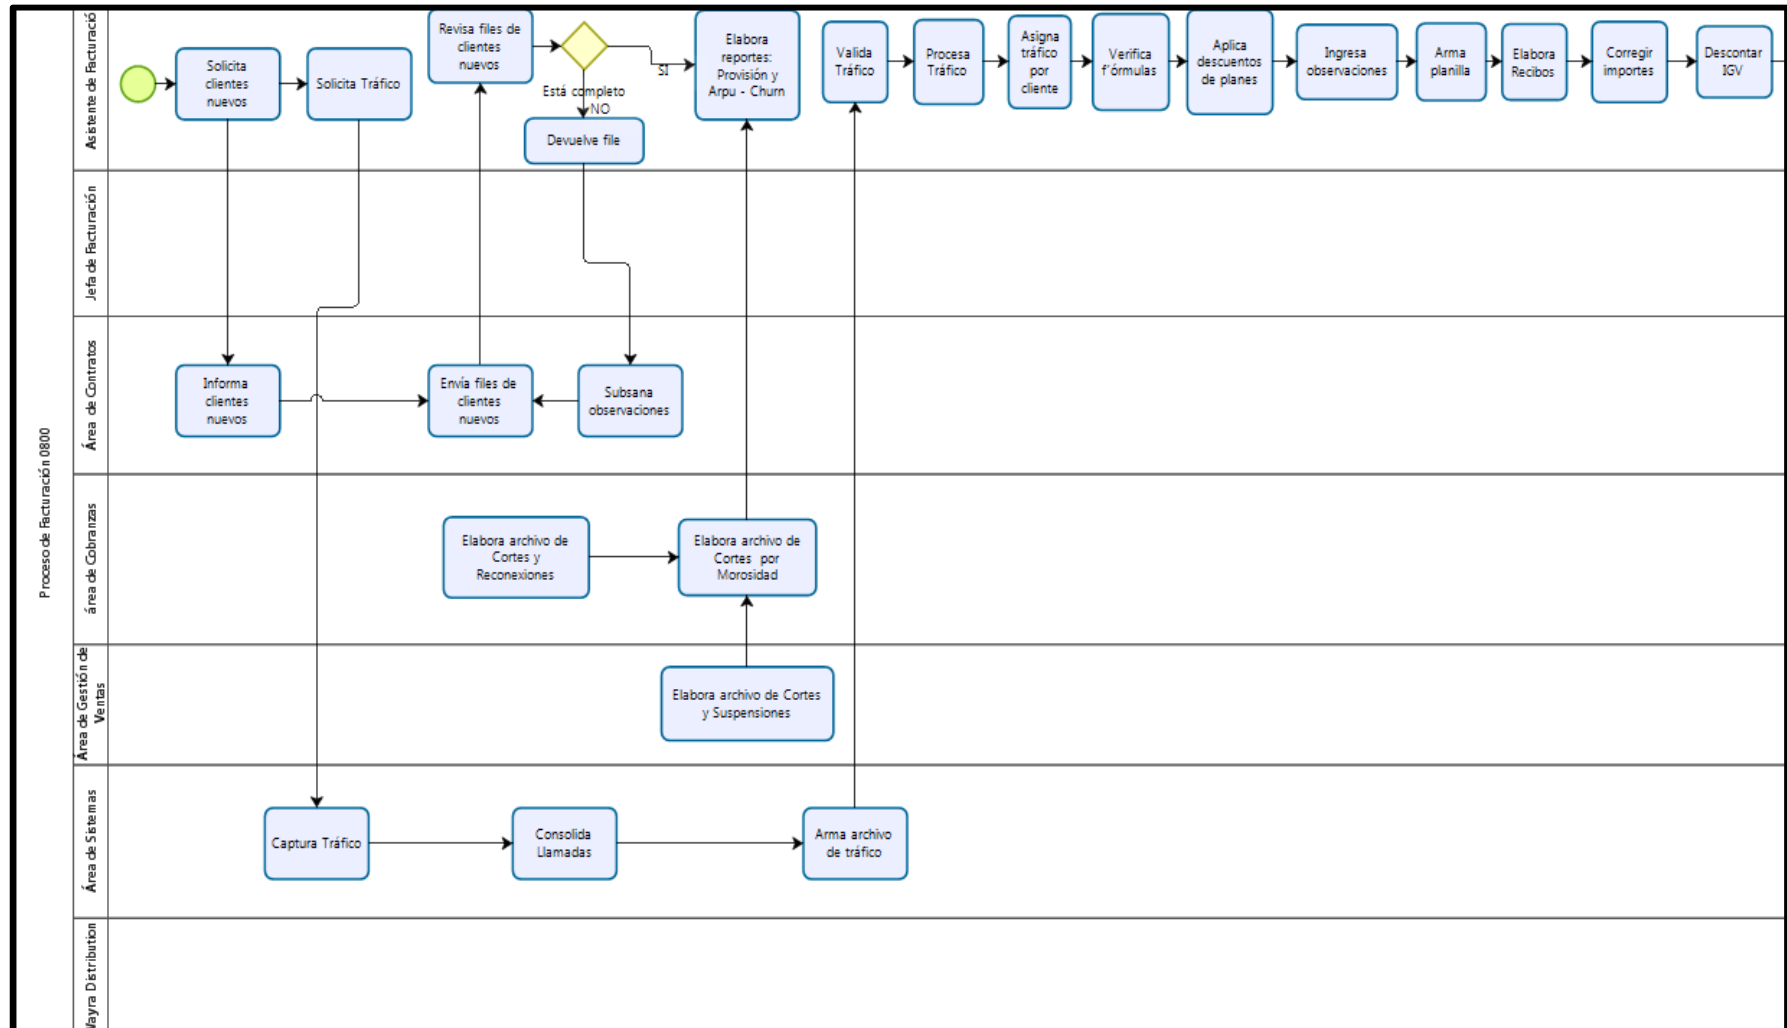 Proceso de Facturación 0800
Asistente de Facturació
Solicita
clientes
nuevos
Solicita Tráfico
Revisa files de
clientes
nuevos
Está completo
SI
NO
Devuelve file
Elabora
reportes:
Provisión y
Arpu - Churn
Valida
Tráfico
Procesa
Tráfico
Asigna
tráfico
por
cliente
Verifica
f´órmulas
Aplica
descuentos
de planes
Ingresa
observaciones
Arma
planilla
Elabora
Recibos
Corregir
importes
Descontar
IGV
Jefa de Facturación
Área de Contratos
Informa
clientes
nuevos
Envía files de
clientes
nuevos
Subsana
observaciones
área de Cobranzas
Elabora archivo de
Cortes y
Reconexiones
Elabora archivo de
Cortes por
Morosidad
Área de Gestión de
Ventas
Elabora archivo de Cortes
y Suspensiones
Área de Sistemas
Captura Tráfico
Consolida
Llamadas
Arma archivo
de tráfico
Wayra Distribution